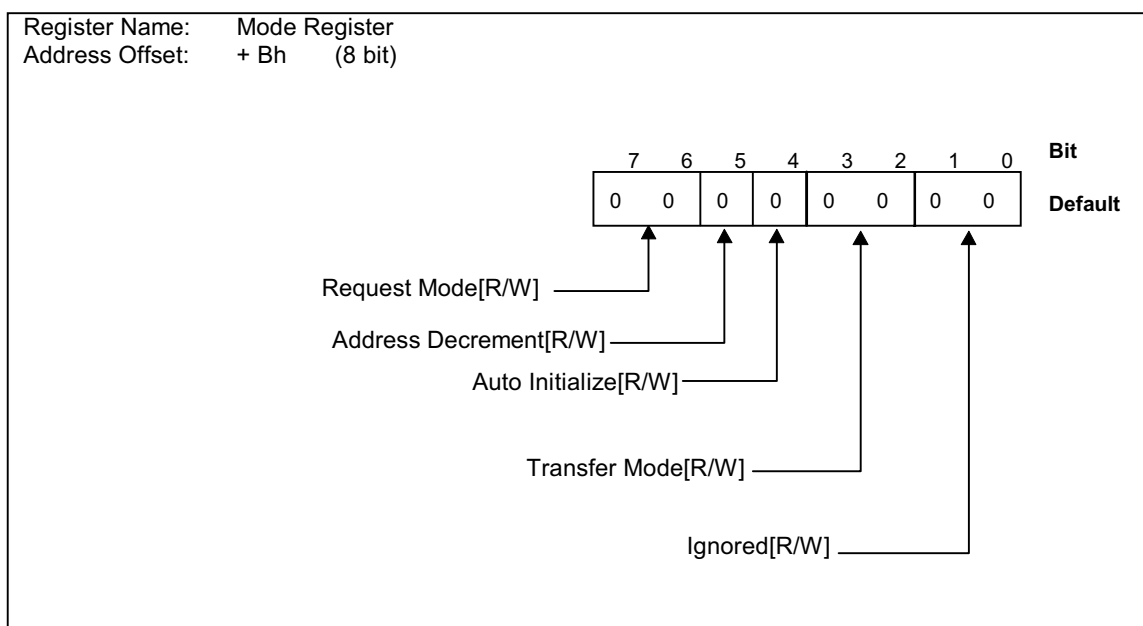 Register Name: Mode Register
Address Offset: + Bh (8 bit)
7 6 5 4 3 2 1 0 Bit
0 0 0 0 0 0 0 0 Default
Request Mode[R/W]
Address Decrement[R/W]
Auto Initialize[R/W]
Transfer Mode[R/W]
Ignored[R/W]